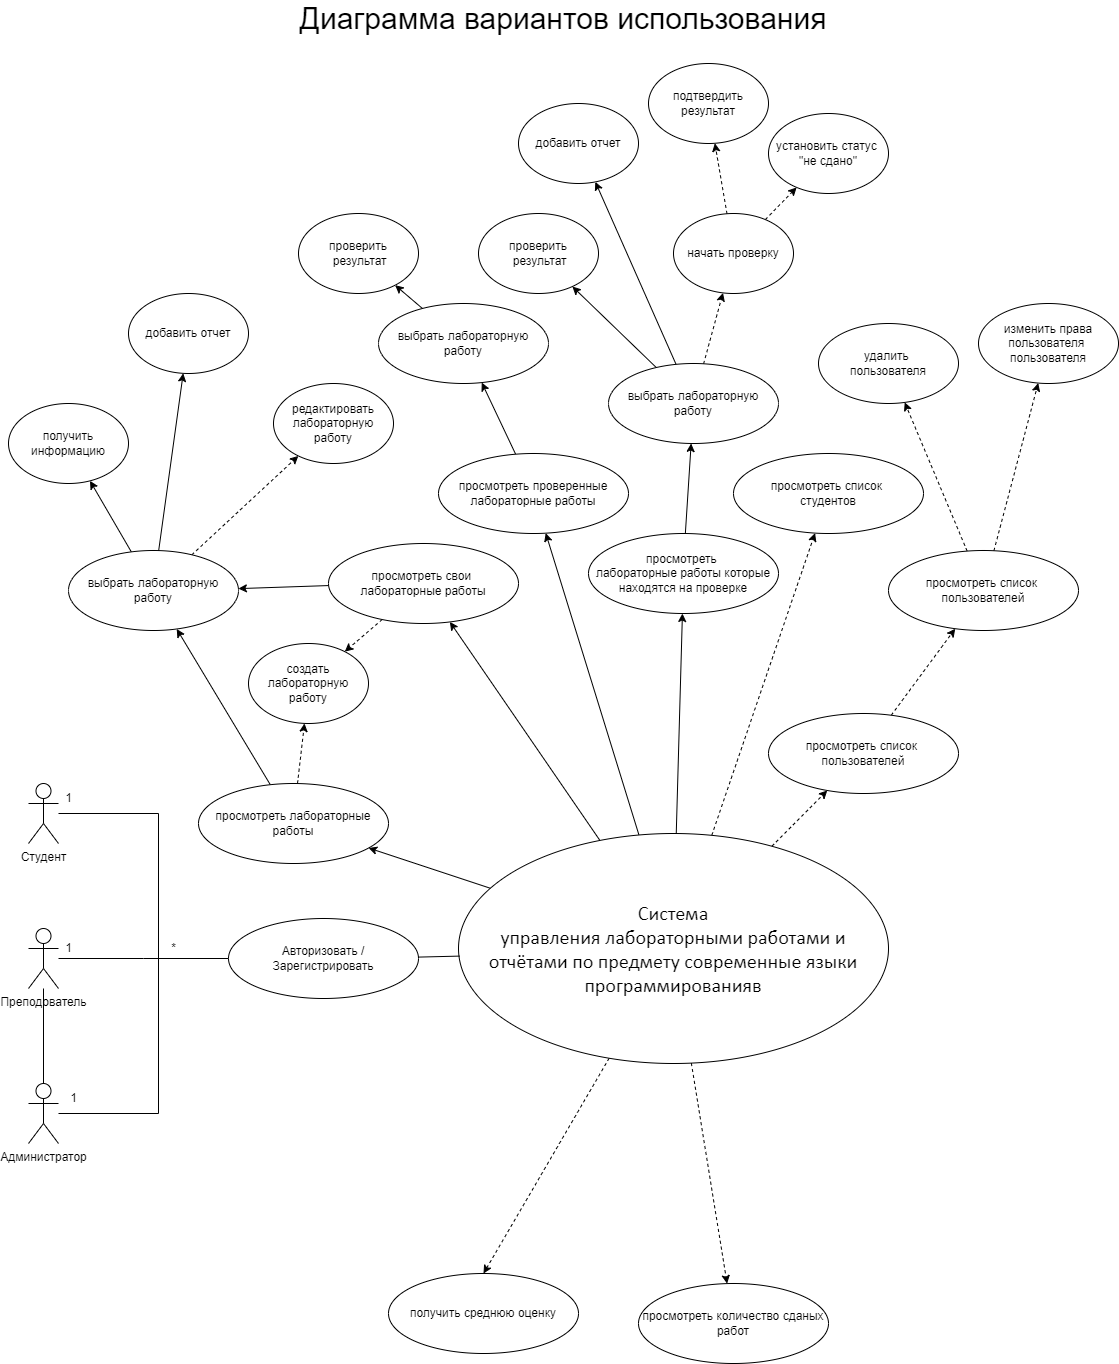 Диаграмма вариантов использования
подтвердить
результат
добавить отчет
установить статус
"не сдано"
проверить
результат
проверить
результат
начать проверку
добавить отчет
выбрать лабораторную
работу
изменить права
пользователя
пользователя
удалить
пользователя
редактировать
лабораторную
работу
выбрать лабораторную
работу
получить
информацию
просмотреть проверенные
лабораторные работы
просмотреть список
студентов
просмотреть
лабораторные работы которые
находятся на проверке
выбрать лабораторную
работу
просмотреть свои
лабораторные работы
просмотреть список
пользователей
создать
лабораторную
работу
просмотреть список
пользователей
1
Студент
просмотреть лабораторные
работы
Система
управления лабораторными работами и
отчётами по предмету современные языки
программированияв
1
*
Авторизовать /
Зарегистрировать
Преподователь
1
Администратор
получить среднюю оценку
просмотреть количество сданых
работ